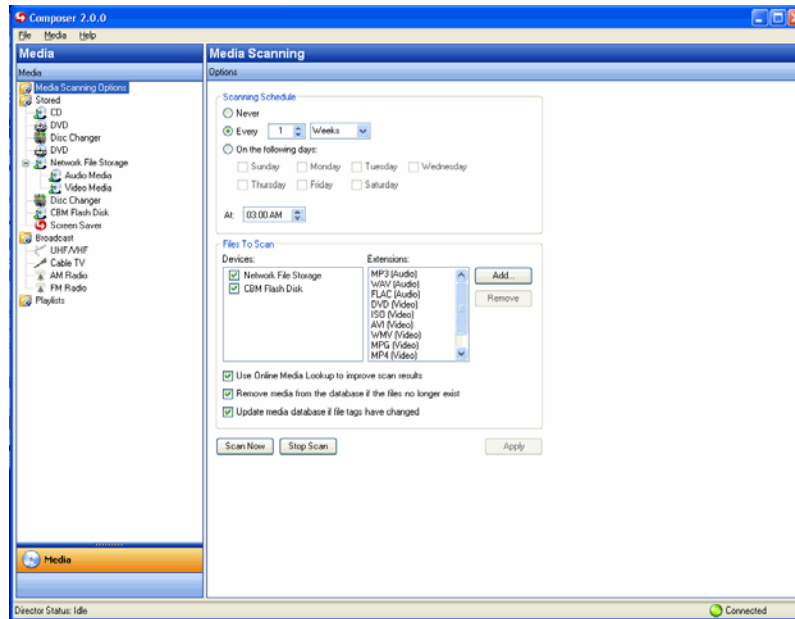 Composer 2.0.0
File Media Help
Media
Media
Media Scanning Options
Stored
CD
DVD
Disc Changer
DVD
Network File Storage
Audio Media
Video Media
Disc Changer
CBM Flash Disk
Screen Saver
Broadcast
UHF/VHF
Cable TV
AM Radio
FM Radio
Playlists
Media
Director Status: Idle
Media Scanning
Options
Scanning Schedule
Never
Every 1 Weeks
On the following days:
Sunday Monday Tuesday Wednesday
Thursday Friday Saturday
At: 03:00 AM
Files To Scan
Devices: Extensions:
Network File Storage
CBM Flash Disk
MP3 (Audio)
WAV (Audio)
FLAC (Audio)
DVD (Video)
ISO (Video)
AVI (Video)
WMV (Video)
MPG (Video)
MP4 (Video)
Add...
Remove
Use Online Media Lookup to improve scan results
Remove media from the database if the files no longer exist
Update media database if file tags have changed
Scan Now Stop Scan Apply
Connected